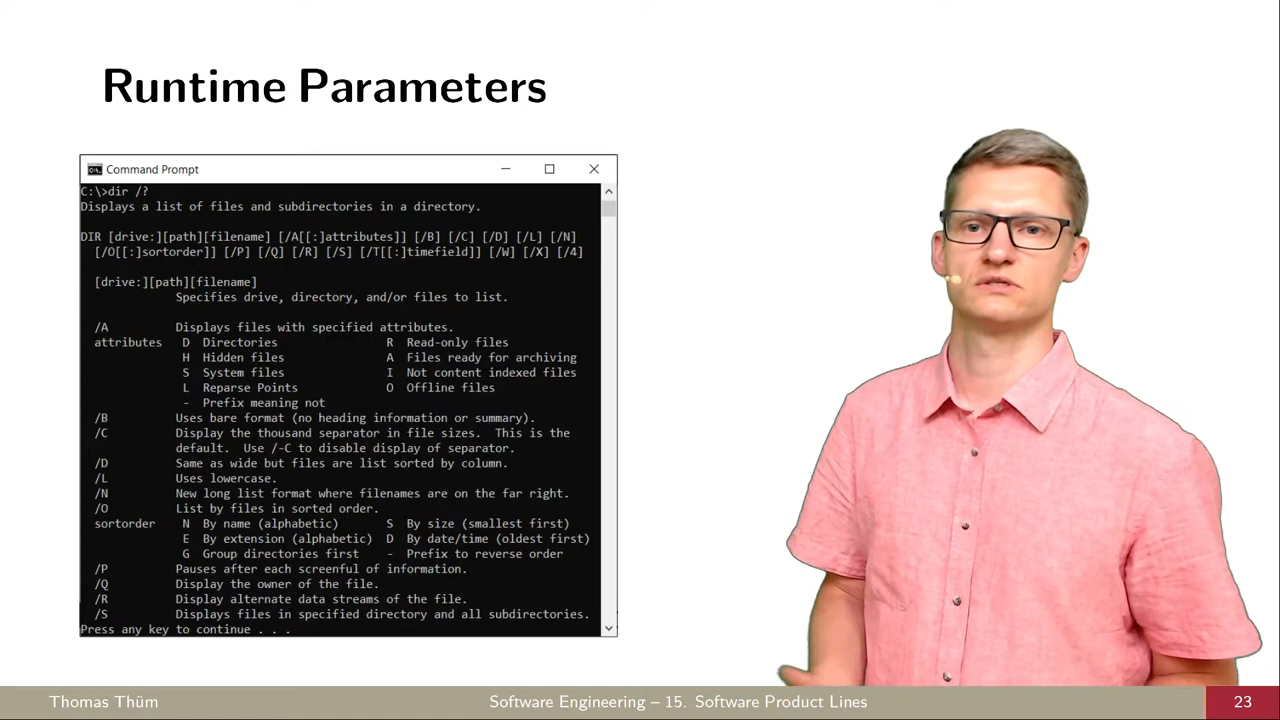 Runtime Parameters
Command Prompt
C:\>dir /?
Displays a list of files and subdirectories in a directory.
DIR [drive:][path][filename] [/A[[:]attributes]] [/B] [/C] [/D] [/L] [/N]
[/O[[:]sortorder]] [/P] [/Q] [/R] [/S] [/T[[:]timefield]] [/W] [/X] [/4]
[drive:][path][filename]
Specifies drive, directory, and/or files to list.
/A Displays files with specified attributes.
attributes D Directories R Read-only files
H Hidden files A Files ready for archiving
S System files I Not content indexed files
L Reparse Points O Offline files
- Prefix meaning not
/B Uses bare format (no heading information or summary).
/C Display the thousand separator in file sizes. This is the
default. Use /-C to disable display of separator.
/D Same as wide but files are list sorted by column.
/L Uses lowercase.
/N New long list format where filenames are on the far right.
/O List by files in sorted order.
sortorder N By name (alphabetic) S By size (smallest first)
E By extension (alphabetic) D By date/time (oldest first)
G Group directories first - Prefix to reverse order
/P Pauses after each screenful of information.
/Q Display the owner of the file.
/R Display alternate data streams of the file.
/S Displays files in specified directory and all subdirectories.
Press any key to continue . . .
Thomas Thüm
Software Engineering – 15. Software Product Lines
23